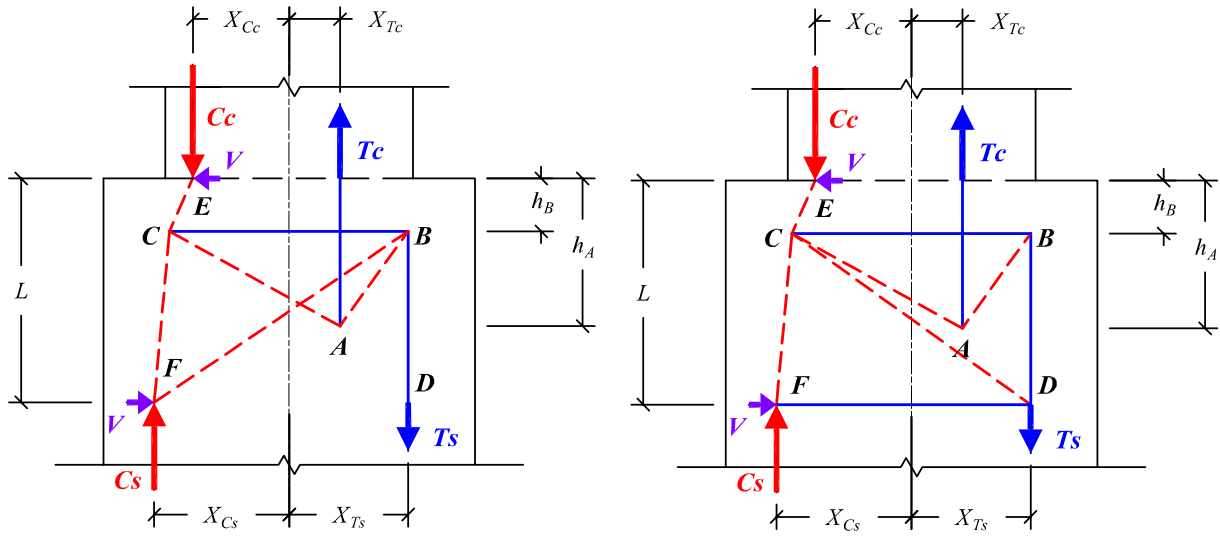 X_Cc X_Tc
Cc
Tc
V
E
h_B
C
B
h_A
L
A
F
D
V
Ts
Cs
X_Cs X_Ts
X_Cc X_Tc
Cc
Tc
V
E
h_B
C
B
h_A
L
A
F
D
V
Ts
Cs
X_Cs X_Ts